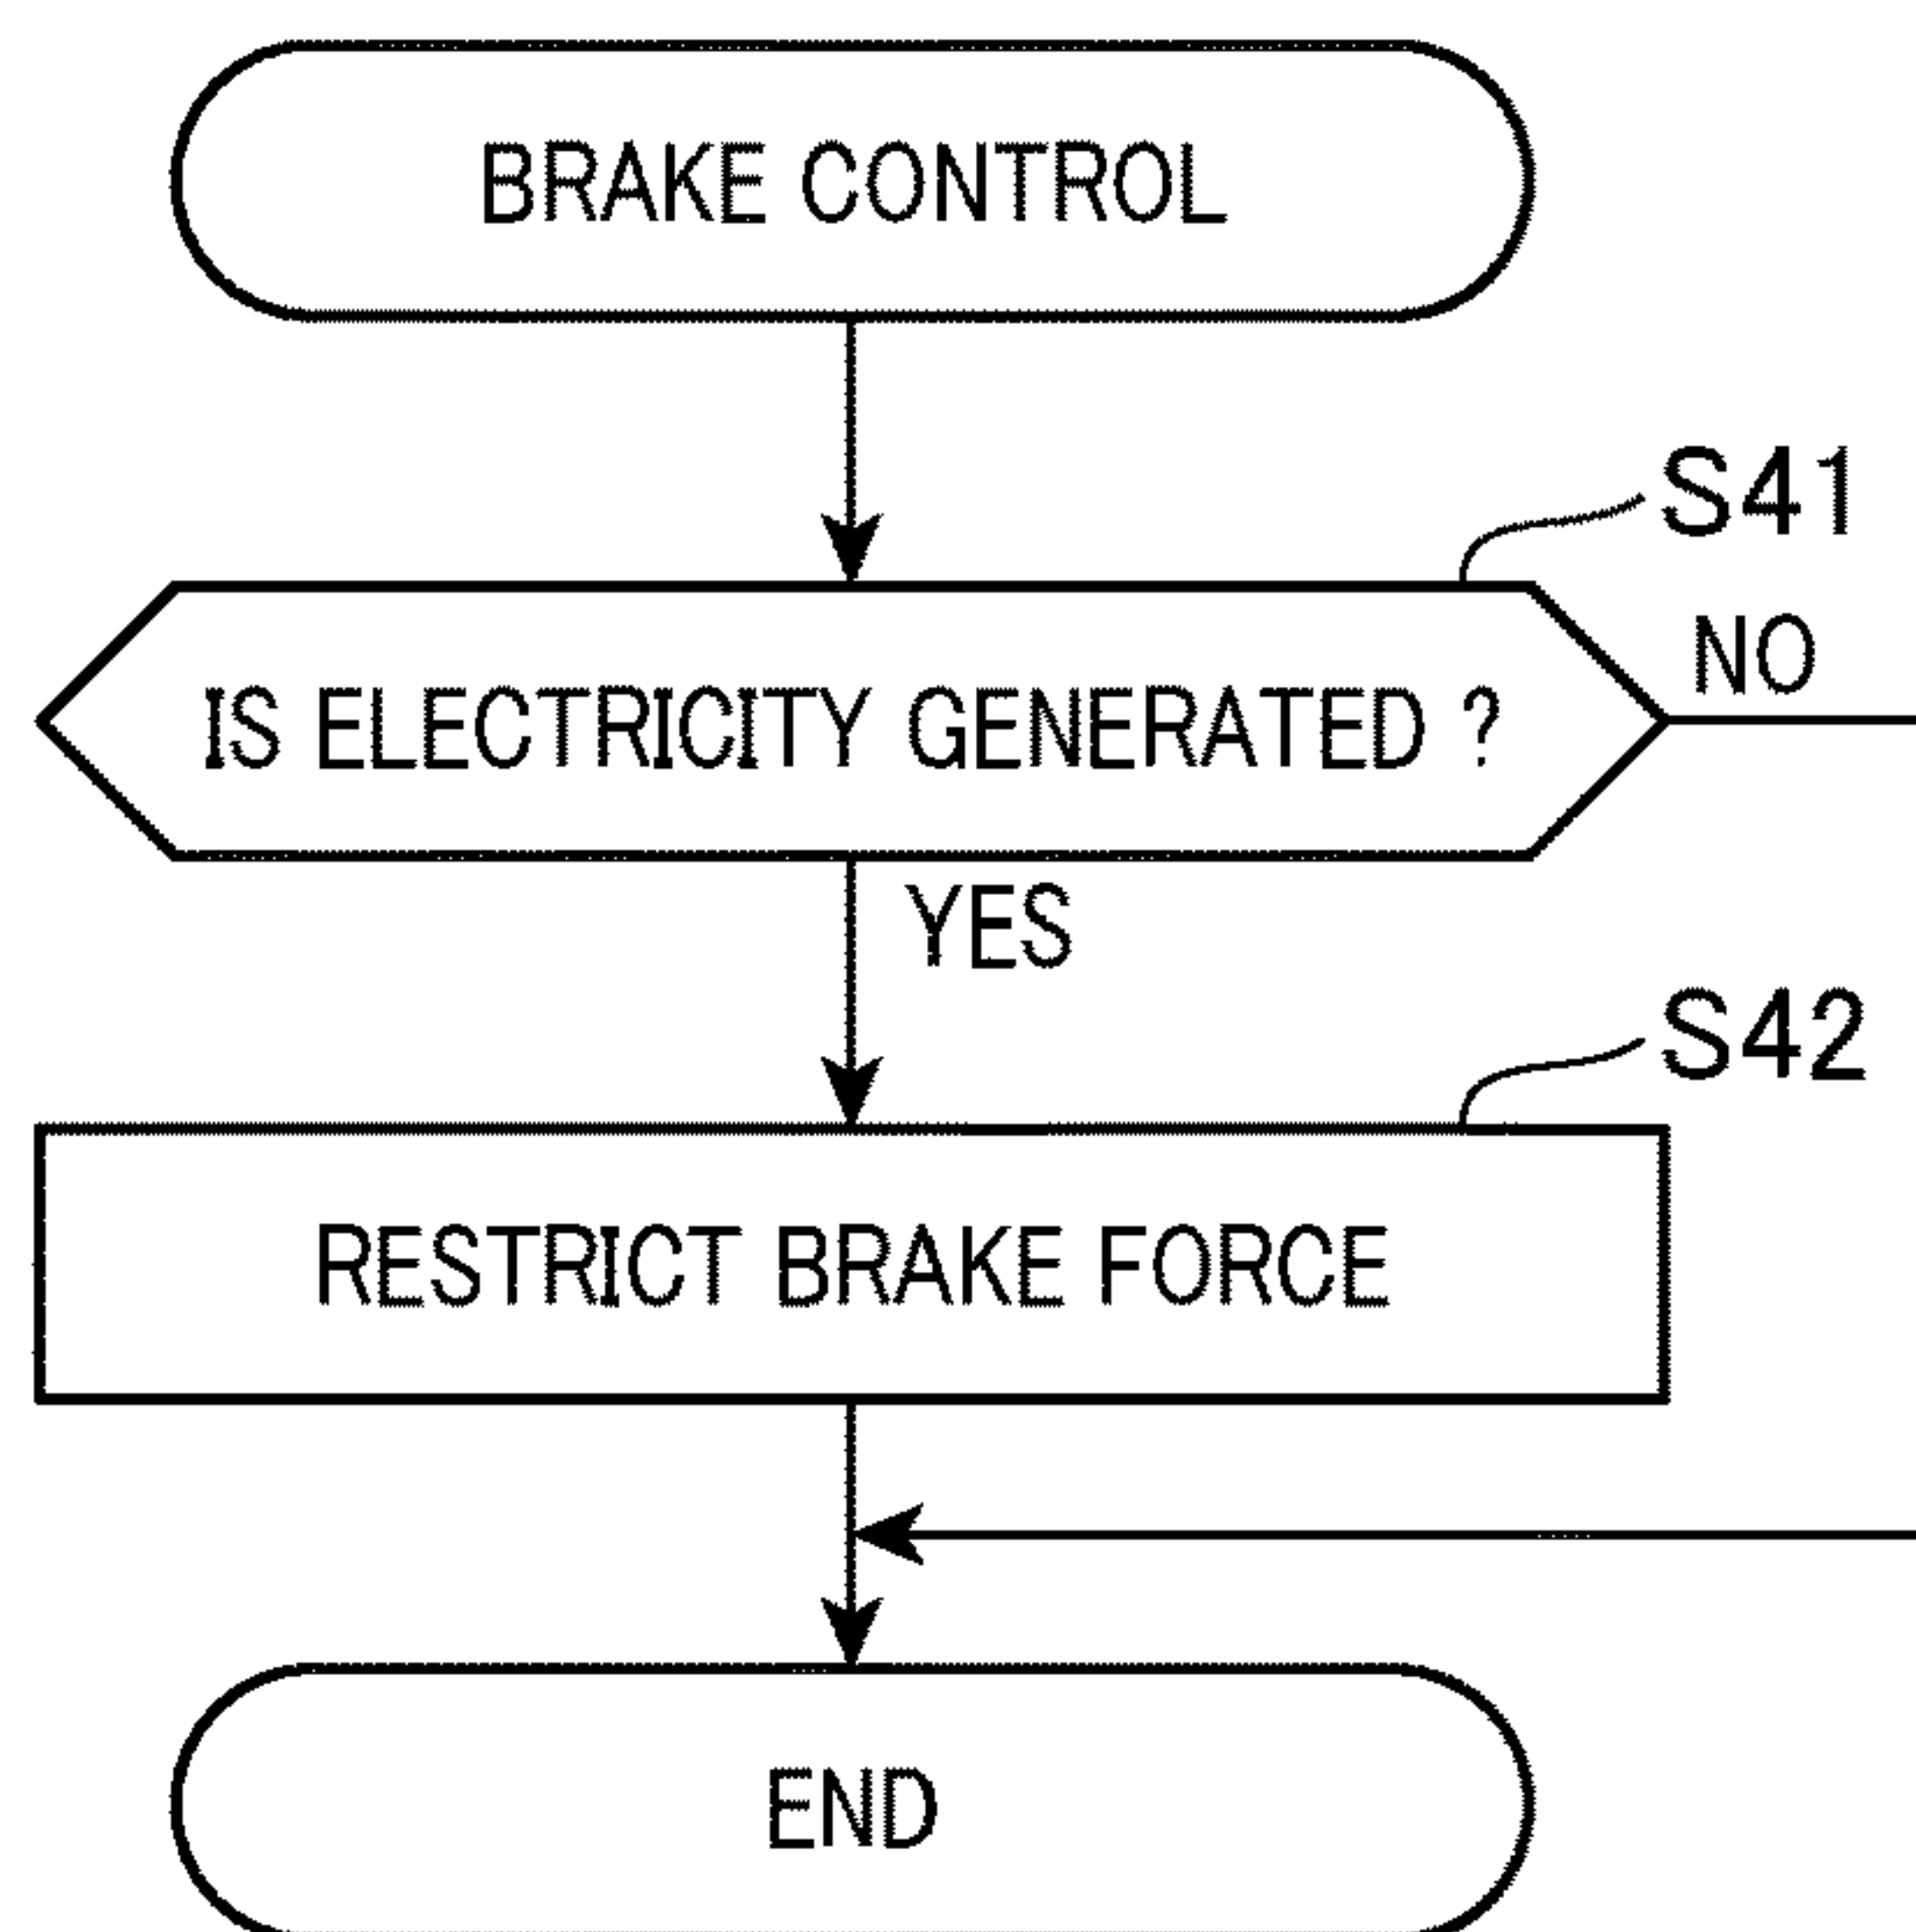 BRAKE CONTROL
S41
NO
IS ELECTRICITY GENERATED ?
YES
S42
RESTRICT BRAKE FORCE
END